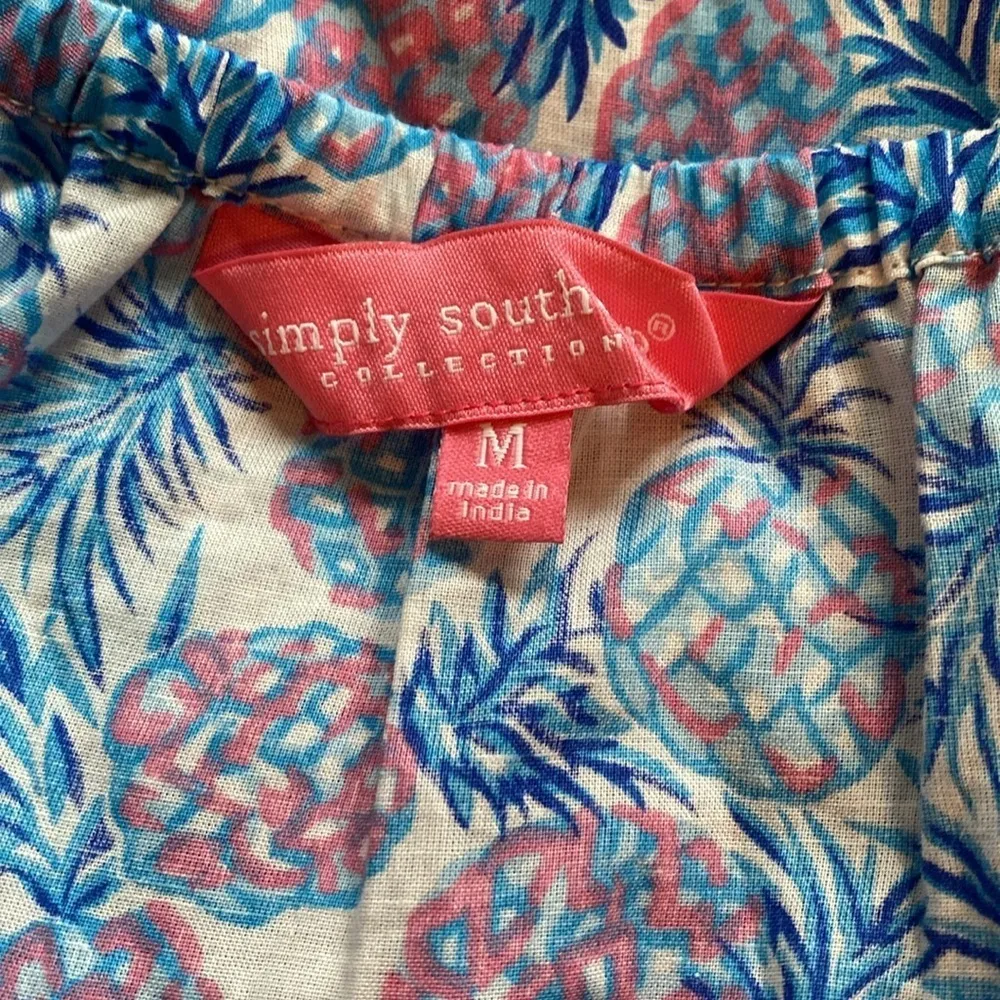 simply south
COLLECTION
®
M
made in
india